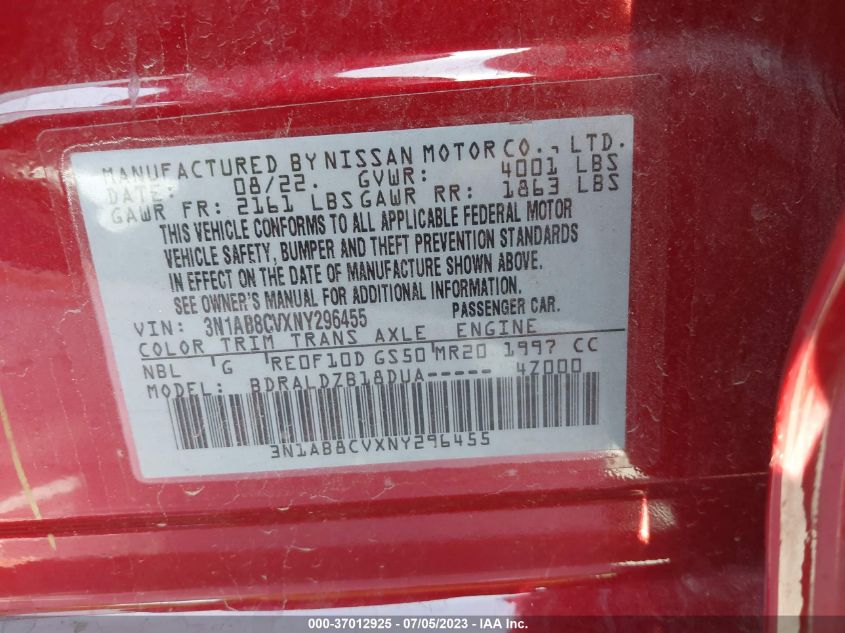 MANUFACTURED BY NISSAN MOTOR CO., LTD.
DATE: 08/22. GVWR: 4001 LBS
GAWR FR: 2161 LBS GAWR RR: 1863 LBS
THIS VEHICLE CONFORMS TO ALL APPLICABLE FEDERAL MOTOR
VEHICLE SAFETY, BUMPER AND THEFT PREVENTION STANDARDS
IN EFFECT ON THE DATE OF MANUFACTURE SHOWN ABOVE.
SEE OWNER'S MANUAL FOR ADDITIONAL INFORMATION.
VIN: 3N1AB8CVXNY296455 PASSENGER CAR.
COLOR TRIM TRANS AXLE ENGINE
NBL G RE0F10D GS50 MR20 1997 CC
MODEL: BDRALDZB18DUA----- 47000
3N1AB8CVXNY296455
000-37012925 - 07/05/2023 - IAA Inc.